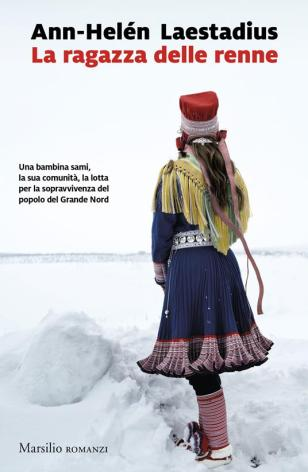 Ann-Helén Laestadius
La ragazza delle renne
Una bambina sami,
la sua comunità, la lotta
per la sopravvivenza del
popolo del Grande Nord
Marsilio ROMANZI